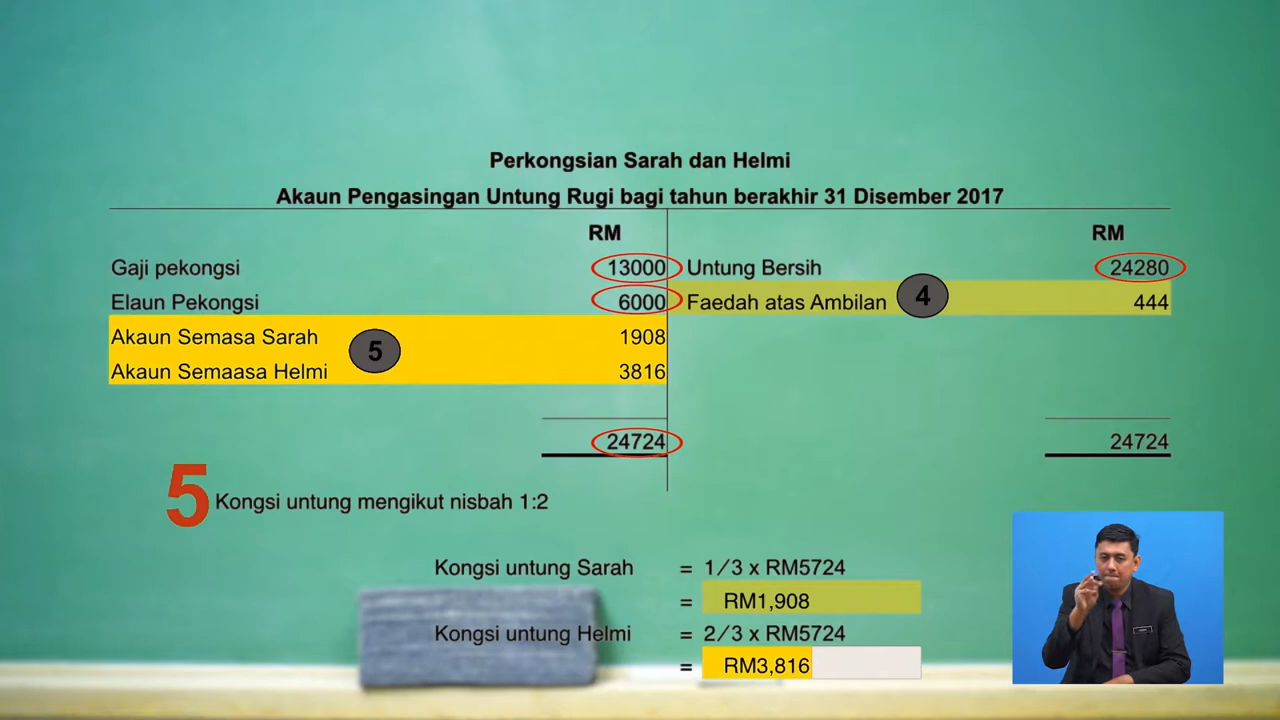 Perkongsian Sarah dan Helmi
Akaun Pengasingan Untung Rugi bagi tahun berakhir 31 Disember 2017
RM RM
Gaji pekongsi 13000 Untung Bersih 24280
Elaun Pekongsi 6000 Faedah atas Ambilan 4 444
Akaun Semasa Sarah 1908
5
Akaun Semaasa Helmi 3816
24724 24724
5 Kongsi untung mengikut nisbah 1:2
Kongsi untung Sarah = 1/3 x RM5724
= RM1,908
Kongsi untung Helmi = 2/3 x RM5724
= RM3,816